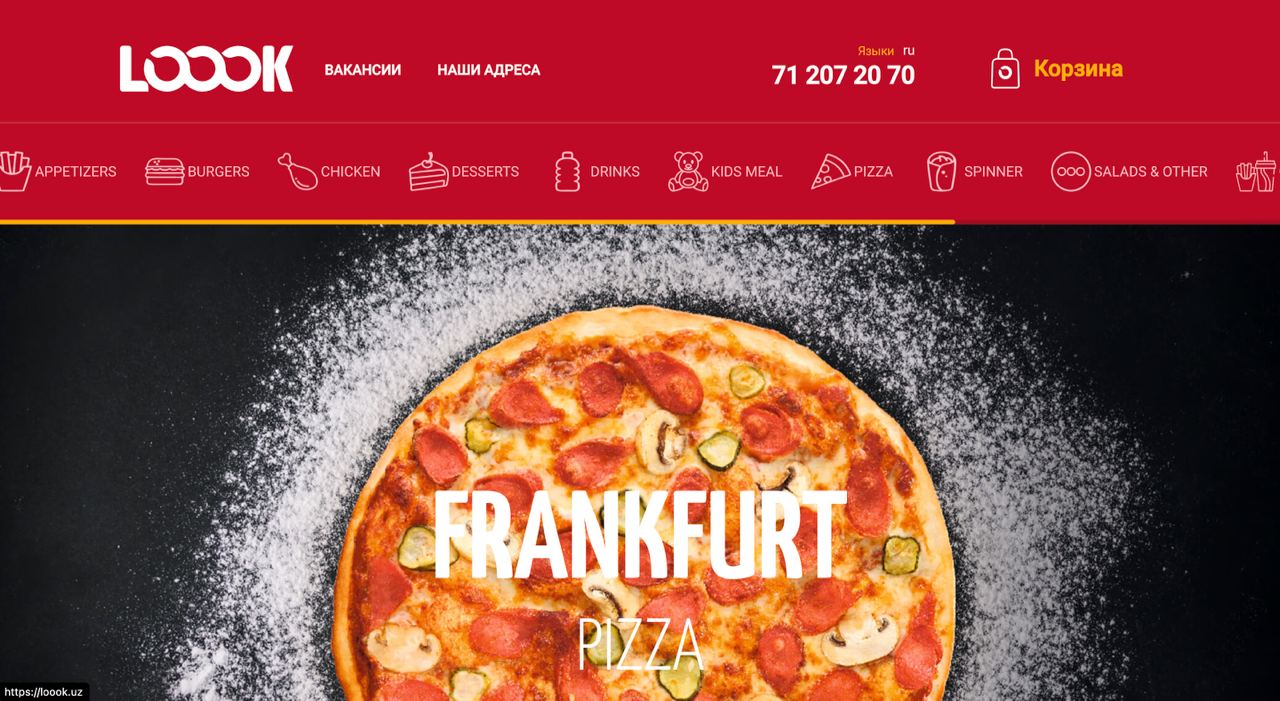 LOOOK
ВАКАНСИИ
НАШИ АДРЕСА
Языки ru
71 207 20 70
Корзина
APPETIZERS
BURGERS
CHICKEN
DESSERTS
DRINKS
KIDS MEAL
PIZZA
SPINNER
SALADS & OTHER
FRANKFURT
PIZZA
https://loook.uz